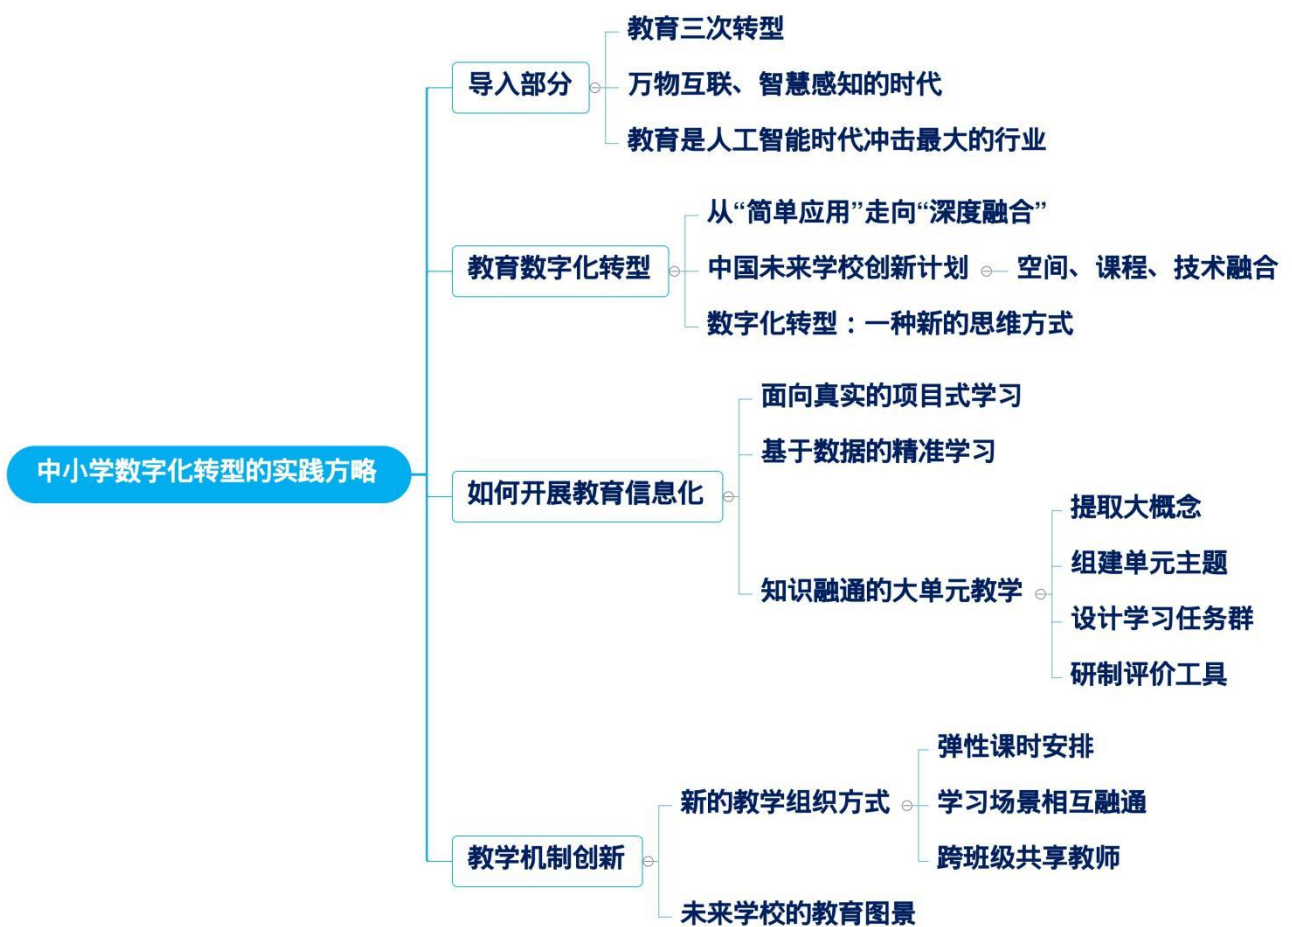 中小学数字化转型的实践方略
导入部分
教育三次转型
万物互联、智慧感知的时代
教育是人工智能时代冲击最大的行业
教育数字化转型
从“简单应用”走向“深度融合”
中国未来学校创新计划
空间、课程、技术融合
数字化转型：一种新的思维方式
如何开展教育信息化
面向真实的项目式学习
基于数据的精准学习
知识融通的大单元教学
提取大概念
组建单元主题
设计学习任务群
研制评价工具
教学机制创新
新的教学组织方式
弹性课时安排
学习场景相互融通
跨班级共享教师
未来学校的教育图景